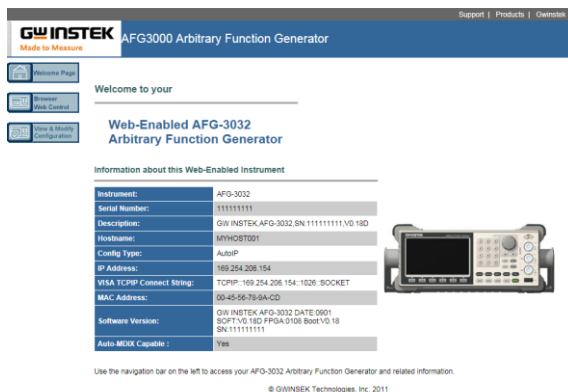 Support | Products | Gwinstek
GWINSTEK
Made to Measure
AFG3000 Arbitrary Function Generator
Welcome Page
Browser
Web Control
View & Modify
Configuration
Welcome to your
Web-Enabled AFG-3032
Arbitrary Function Generator
Information about this Web-Enabled Instrument
Instrument: AFG-3032
Serial Number: 111111111
Description: GW INSTEK,AFG-3032,SN:111111111,V0.18D
Hostname: MYHOST001
Config Type: AutoIP
IP Address: 169.254.206.154
VISA TCPIP Connect String: TCPIP::169.254.206.154::1026::SOCKET
MAC Address: 00-45-56-78-9A-CD
Software Version: GW INSTEK AFG-3032 DATE:0901
SOFT:V0.18D FPGA:0108 Boot:V0.18
SN:111111111
Auto-MDIX Capable : Yes
Use the navigation bar on the left to access your AFG-3032 Arbitrary Function Generator and related information.
© GWINSEK Technologies, Inc. 2011